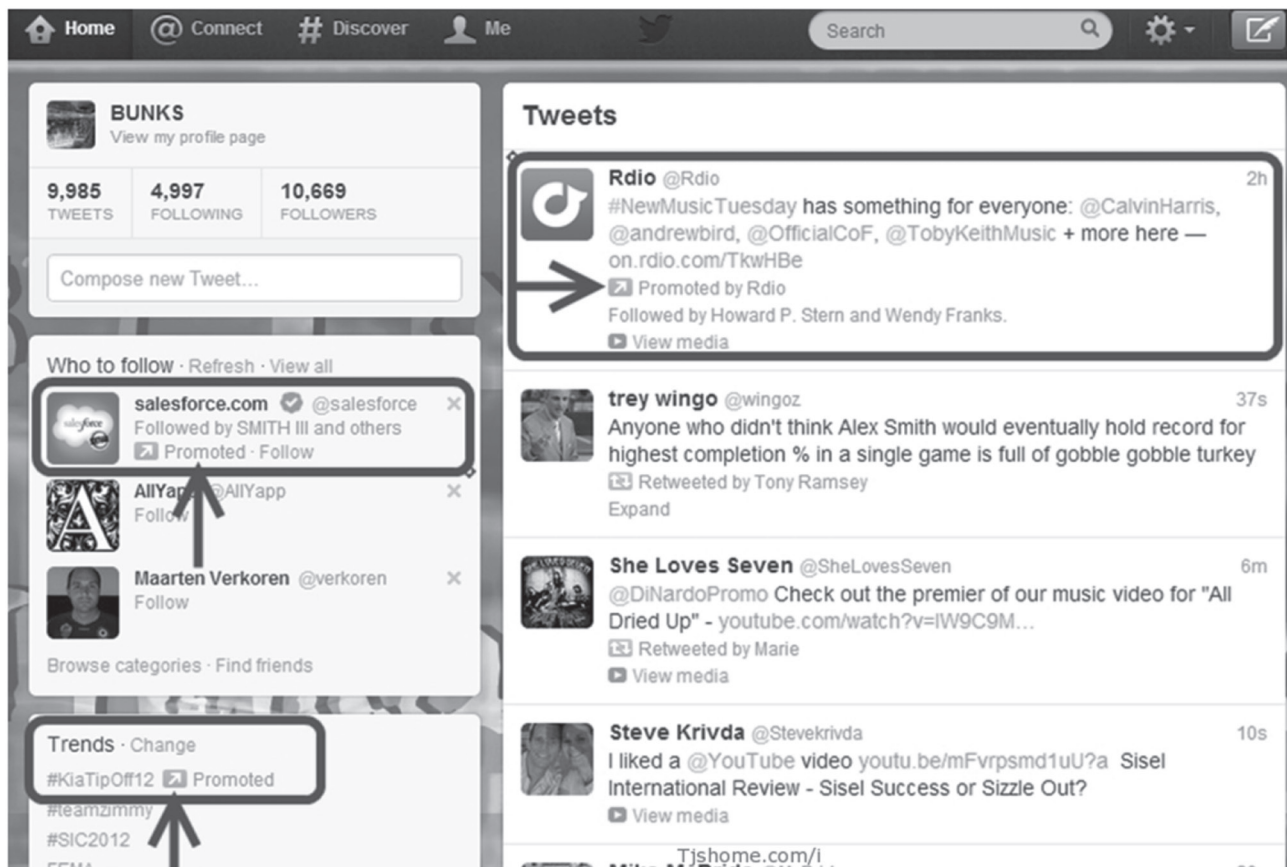 Home @ Connect # Discover Me Search
BUNKS
View my profile page
9,985 4,997 10,669
TWEETS FOLLOWING FOLLOWERS
Compose new Tweet...
Who to follow · Refresh · View all
salesforce.com @salesforce
Followed by SMITH III and others
Promoted · Follow
@AllYapp
Follow
Maarten Verkoren @verkoren
Follow
Browse categories · Find friends
Trends · Change
#KiaTipOff12 Promoted
#teamzimmy
#SIC2012
Tweets
Rdio @Rdio 2h
#NewMusicTuesday has something for everyone: @CalvinHarris,
@andrewbird, @OfficialCoF, @TobyKeithMusic + more here —
on.rdio.com/TkwHBe
Promoted by Rdio
Followed by Howard P. Stern and Wendy Franks.
View media
trey wingo @wingoz 37s
Anyone who didn't think Alex Smith would eventually hold record for
highest completion % in a single game is full of gobble gobble turkey
Retweeted by Tony Ramsey
Expand
She Loves Seven @SheLovesSeven 6m
@DiNardoPromo Check out the premier of our music video for "All
Dried Up" - youtube.com/watch?v=IW9C9M...
Retweeted by Marie
View media
Steve Krivda @Stevekrivda 10s
I liked a @YouTube video youtu.be/mFvrpsmd1uU?a Sisel
International Review - Sisel Success or Sizzle Out?
View media
Tjshome.com/i